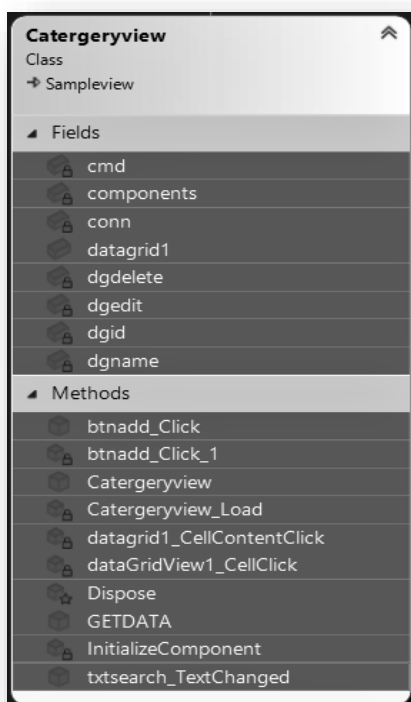 Catergeryview
Class
Sampleview
Fields
cmd
components
conn
datagrid1
dgdelete
dgedit
dgid
dgname
Methods
btnadd_Click
btnadd_Click_1
Catergeryview
Catergeryview_Load
datagrid1_CellContentClick
dataGridView1_CellClick
Dispose
GETDATA
InitializeComponent
txtsearch_TextChanged